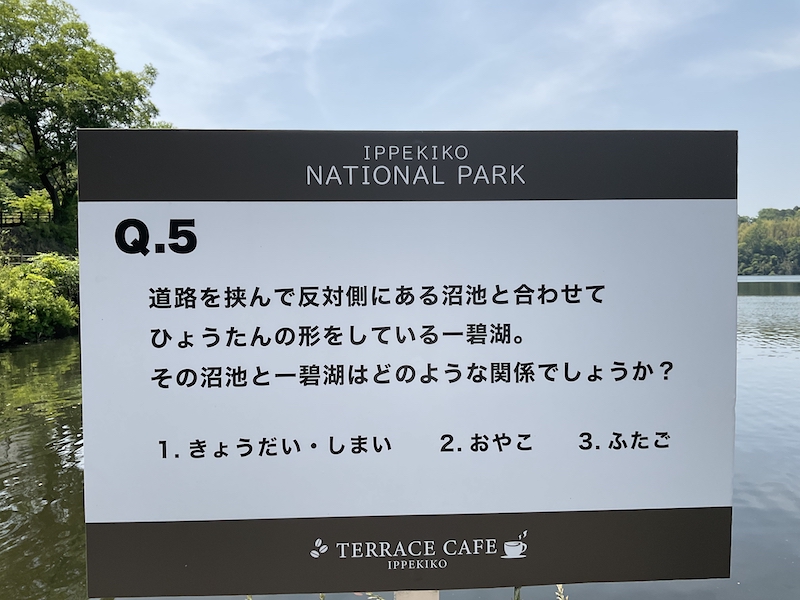 IPPEKIKO
NATIONAL PARK
Q.5
道路を挟んで反対側にある沼池と合わせて
ひょうたんの形をしている一碧湖。
その沼池と一碧湖はどのような関係でしょうか？
1. きょうだい・しまい　2. おやこ　3. ふたご
TERRACE CAFE
IPPEKIKO